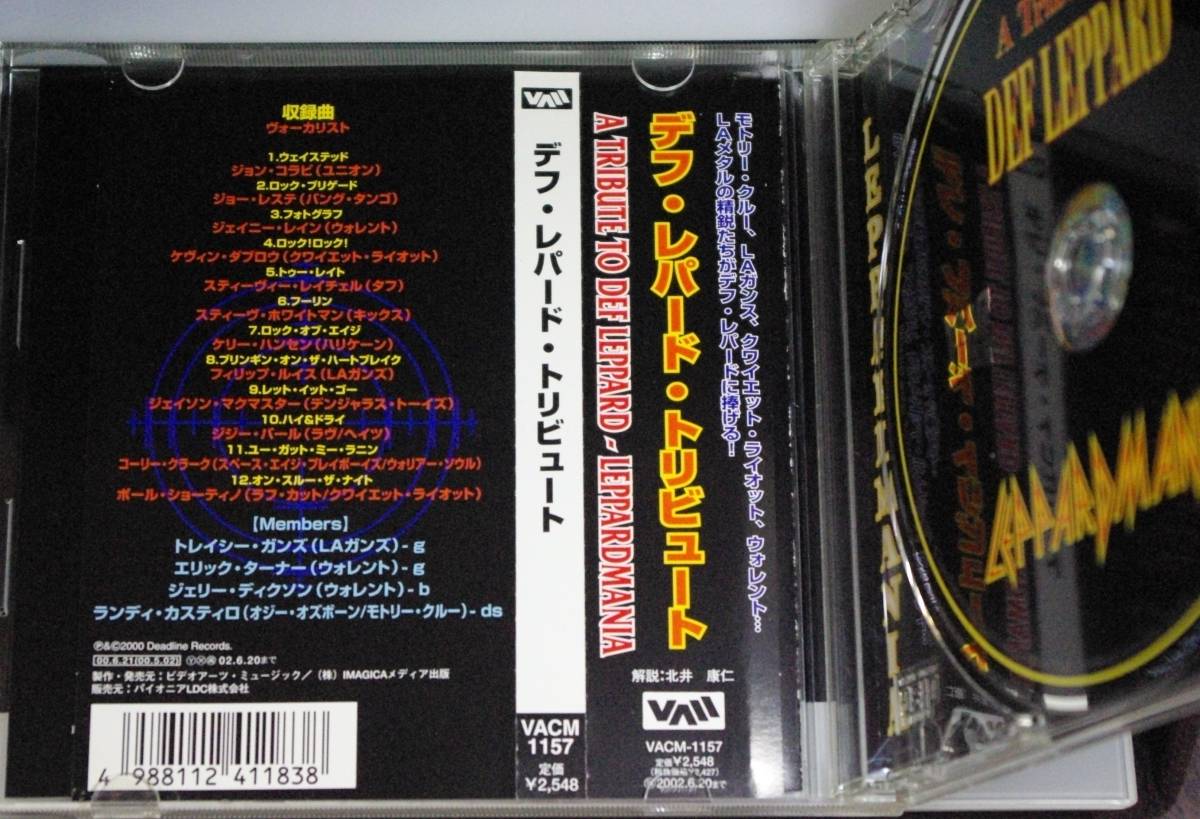 収録曲
ヴォーカリスト
1.ウェイステッド
ジョン・コラビ(ユニオン)
2.ロック・ブリゲード
ジョー・レステ(バング・タンゴ)
3.フォトグラフ
ジェイニー・レイン(ウォレント)
4.ロック!ロック!
ケヴィン・ダブロウ(クワイエット・ライオット)
5.トゥー・レイト
スティーヴィー・レイチェル(タフ)
6.フーリン
スティーヴ・ホワイトマン(キックス)
7.ロック・オブ・エイジ
ケリー・ハンセン(ハリケーン)
8.ブリンギン・オン・ザ・ハートブレイク
フィリップ・ルイス(LAガンズ)
9.レット・イット・ゴー
ジェイソン・マクマスター(デンジャラス・トーイズ)
10.ハイ&ドライ
ジジー・パール(ラヴ/ヘイツ)
11.ユー・ガット・ミー・ラニン
コーリー・クラーク(スペース・エイジ・プレイボーイズ/ウォリアー・ソウル)
12.オン・スルー・ザ・ナイト
ポール・ショーティノ(ラフ・カット/クワイエット・ライオット)
【Members】
トレイシー・ガンズ(LAガンズ)- g
エリック・ターナー(ウォレント)- g
ジェリー・ディクソン(ウォレント)- b
ランディ・カスティロ(オジー・オズボーン/モトリー・クルー)- ds
Ⓟ&©2000 Deadline Records.
00.6.21(00.5.02) 02.6.20まで
製作・発売元:ビデオアーツ・ミュージック/(株)IMAGICAメディア出版
販売元:パイオニアLDC株式会社
4 988112 411838
デフ・レパード・トリビュート
VACM
1157
定価
¥2,548
モトリー・クルー、LAガンス、クワイエット・ライオット、ウォレント…
LAメタルの精鋭たちがデフ・レパードに捧げる!
デフ・レパード・トリビュート
A TRIBUTE TO DEF LEPPARD - LEPPARDMANIA
解説:北井 康仁
VACM-1157
定価¥2,548
(税抜価格¥2,427)
2002.6.20まで
LEPPARDMANIA
DEF LEPPARD